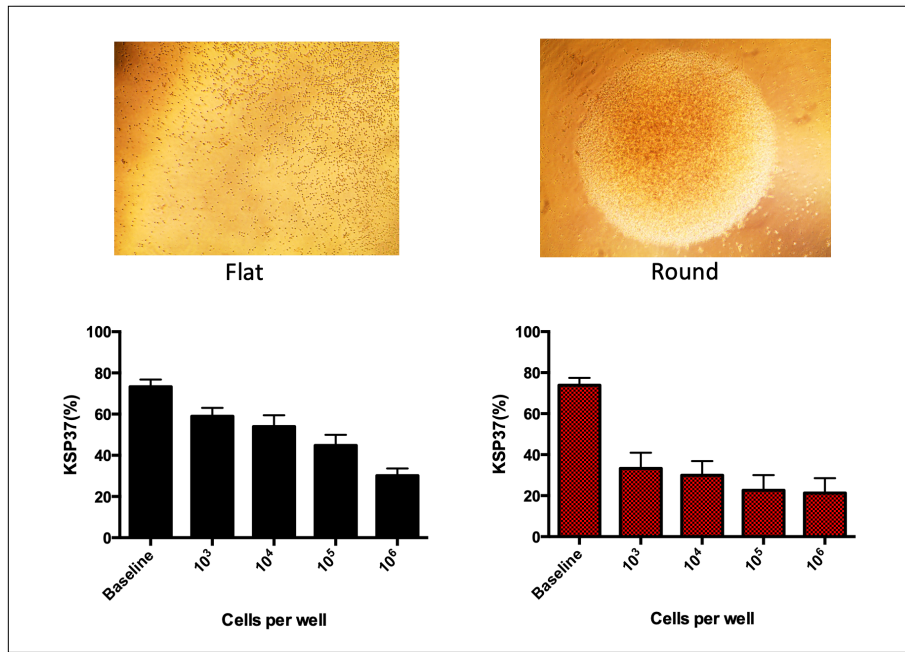 Flat
Round
100
80
60
40
20
0
KSP37(%)
Baseline
10³
10⁴
10⁵
10⁶
Cells per well
100
80
60
40
20
0
KSP37(%)
Baseline
10³
10⁴
10⁵
10⁶
Cells per well